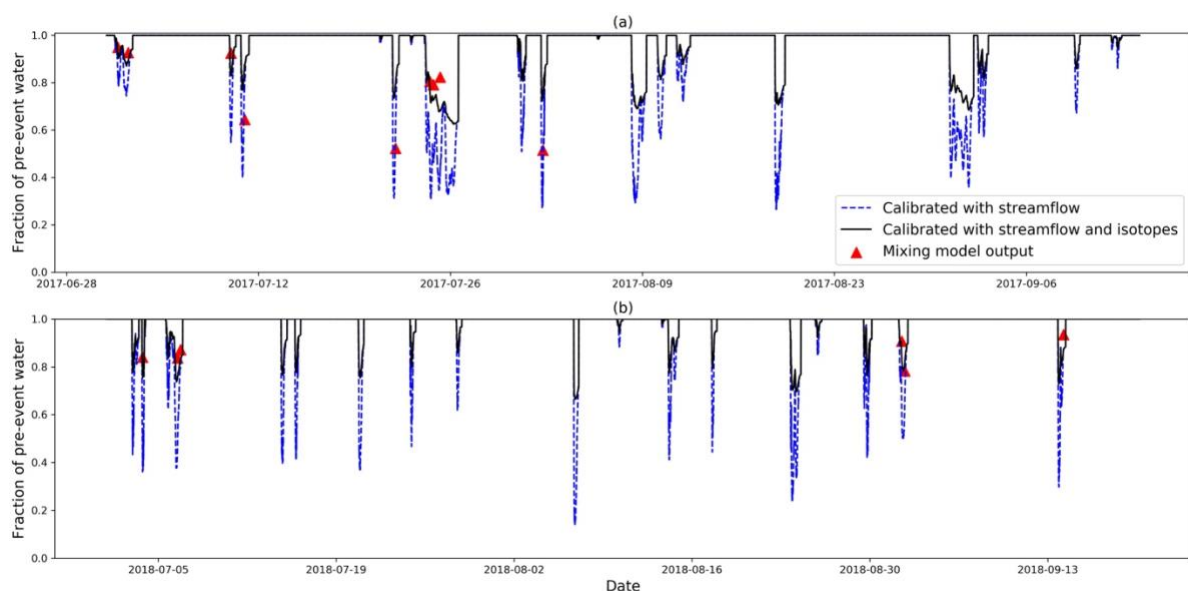 (a)
Fraction of pre-event water
1.0
0.8
0.6
0.4
0.2
0.0
Calibrated with streamflow
Calibrated with streamflow and isotopes
Mixing model output
2017-06-28 2017-07-12 2017-07-26 2017-08-09 2017-08-23 2017-09-06
(b)
Fraction of pre-event water
1.0
0.8
0.6
0.4
0.2
0.0
2018-07-05 2018-07-19 2018-08-02 2018-08-16 2018-08-30 2018-09-13
Date